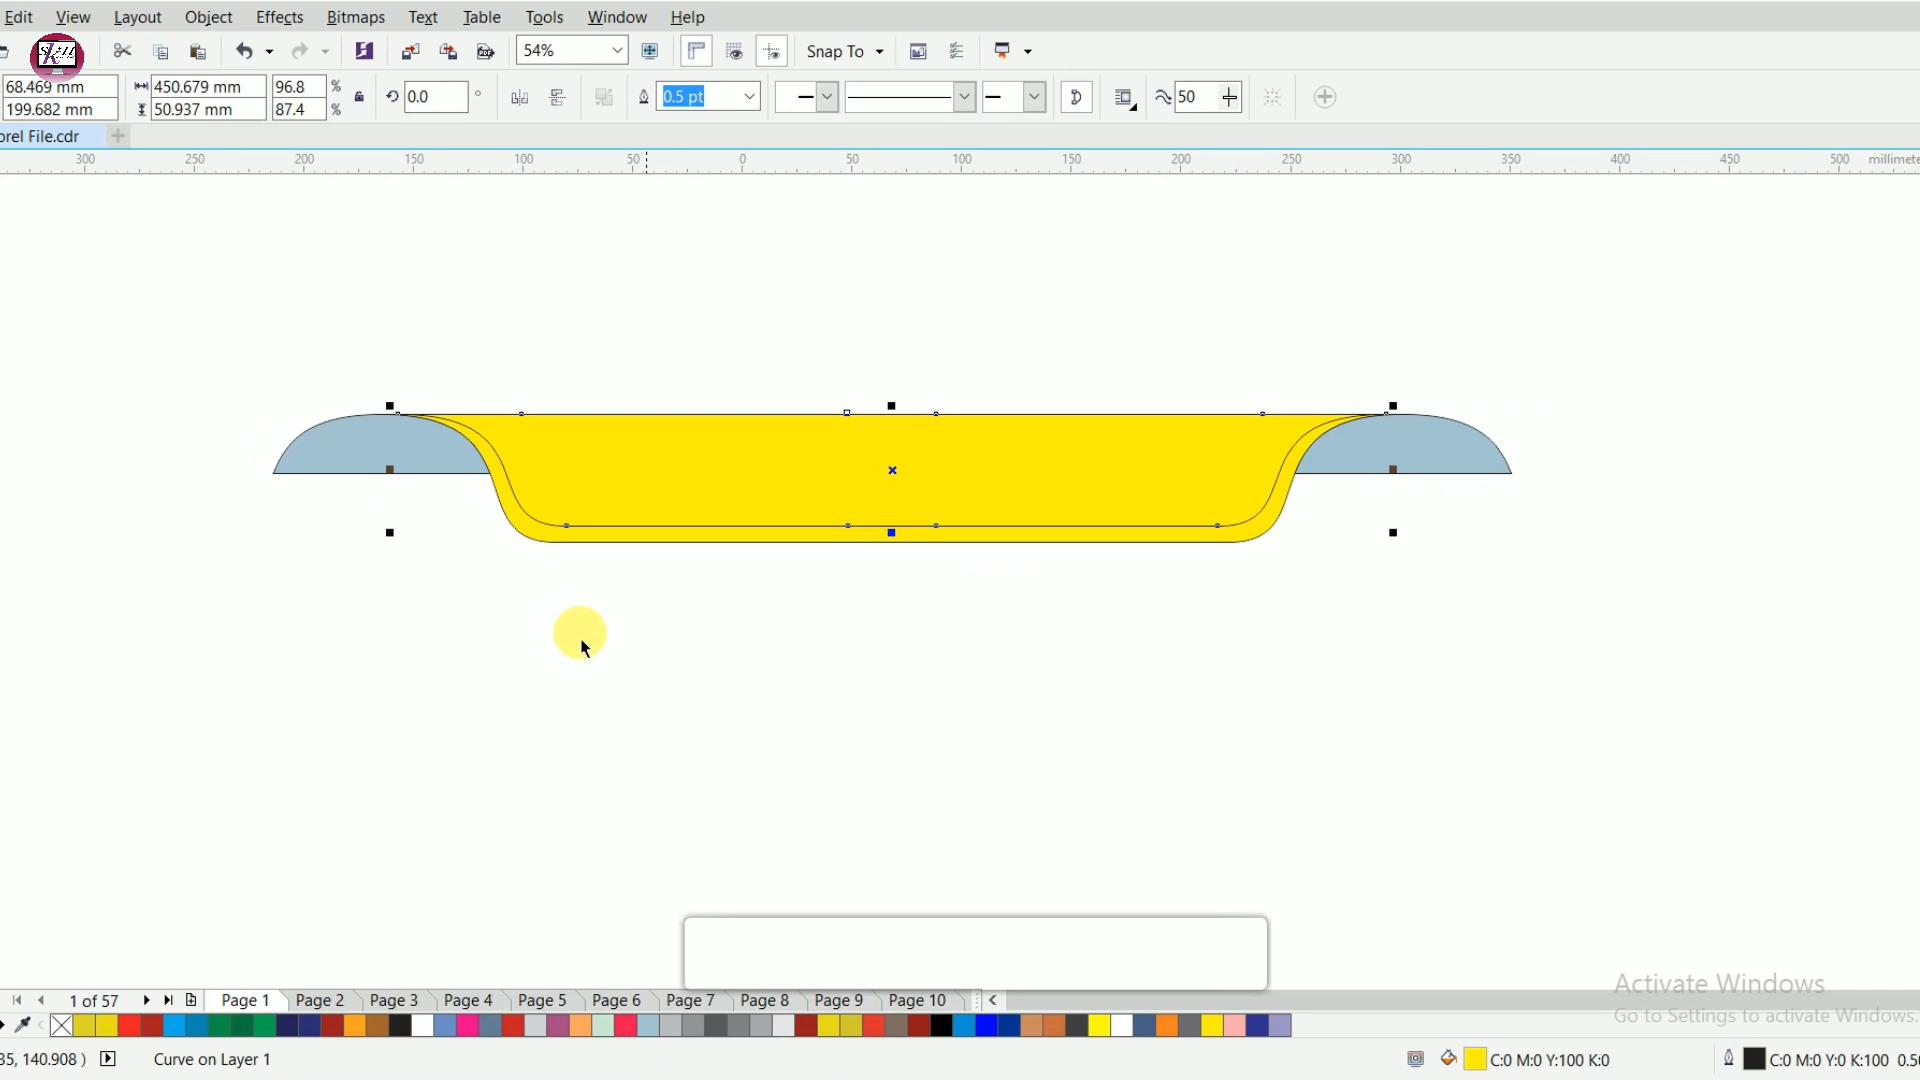 Edit View Layout Object Effects Bitmaps Text Table Tools Window Help
54% Snap To
68.469 mm 450.679 mm 96.8 % 0.0 ° 0.5 pt 50
199.682 mm 50.937 mm 87.4 %
orel File.cdr
300 250 200 150 100 50 0 50 100 150 200 250 300 350 400 450 500 millimete
1 of 57 Page 1 Page 2 Page 3 Page 4 Page 5 Page 6 Page 7 Page 8 Page 9 Page 10
Activate Windows
Go to Settings to activate Windows.
35, 140.908 ) Curve on Layer 1 C:0 M:0 Y:100 K:0 C:0 M:0 Y:0 K:100 0.50